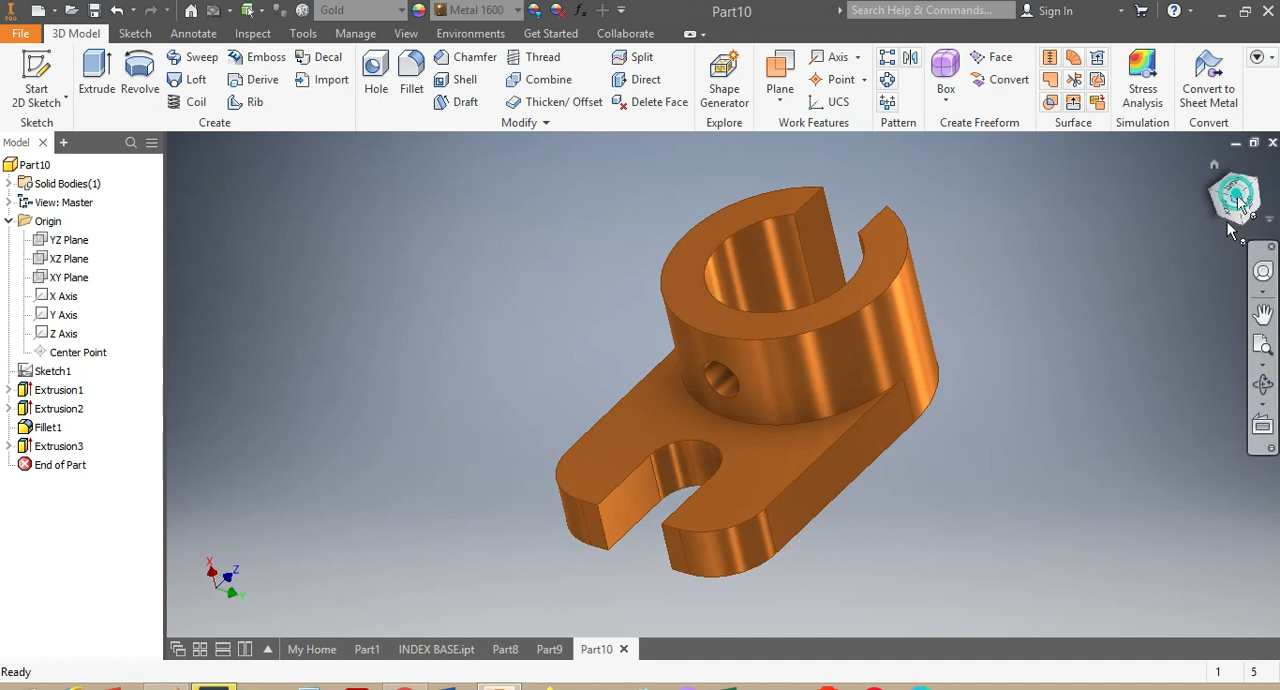 PRO Gold Metal 1600 fx Part10 Search Help & Commands... Sign In ?
File 3D Model Sketch Annotate Inspect Tools Manage View Environments Get Started Collaborate
Start 2D Sketch Extrude Revolve Sweep Emboss Decal Hole Fillet Chamfer Thread Split Shape Generator Plane Axis Box Face Stress Analysis Convert to Sheet Metal
Loft Derive Import Shell Combine Direct Point Convert
Coil Rib Draft Thicken/ Offset Delete Face UCS
Sketch Create Modify Explore Work Features Pattern Create Freeform Surface Simulation Convert
Model
Part10
Solid Bodies(1)
View: Master
Origin
YZ Plane
XZ Plane
XY Plane
X Axis
Y Axis
Z Axis
Center Point
Sketch1
Extrusion1
Extrusion2
Fillet1
Extrusion3
End of Part
X
Z
Y
My Home Part1 INDEX BASE.ipt Part8 Part9 Part10
Ready 1 5